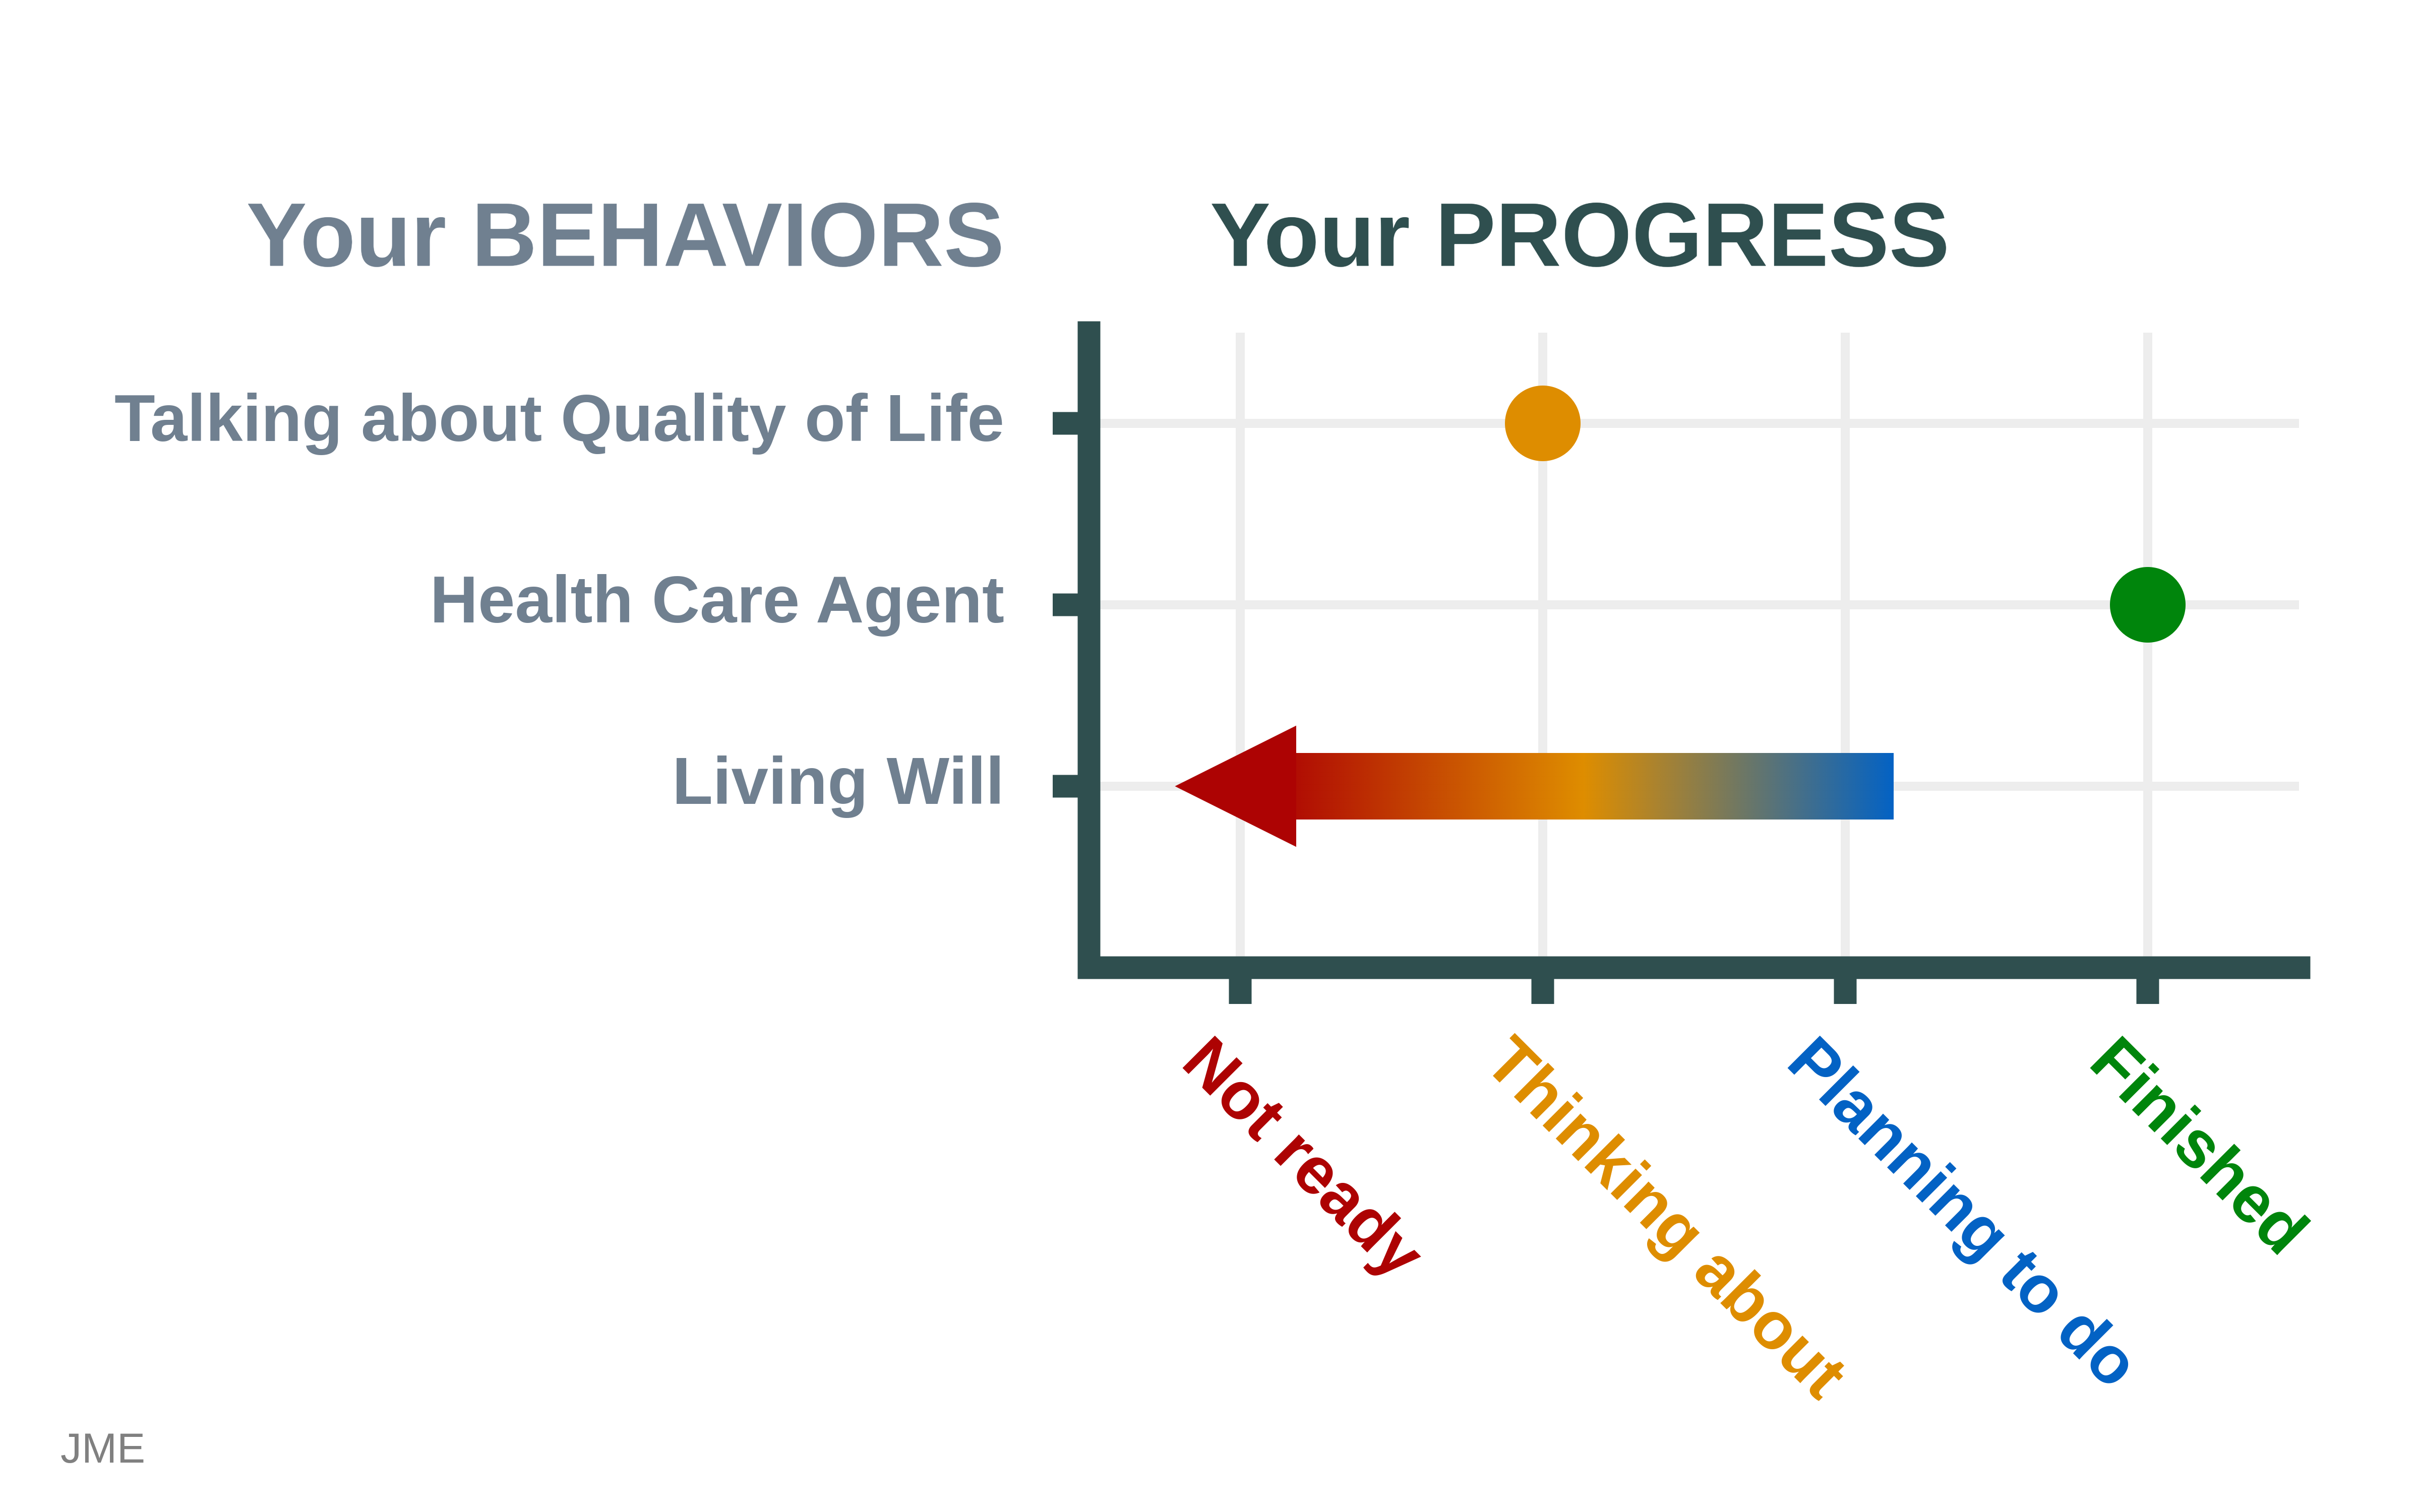 Your BEHAVIORS
Your PROGRESS
Talking about Quality of Life
Health Care Agent
Living Will
Not ready
Thinking about
Planning to do
Finished
JME